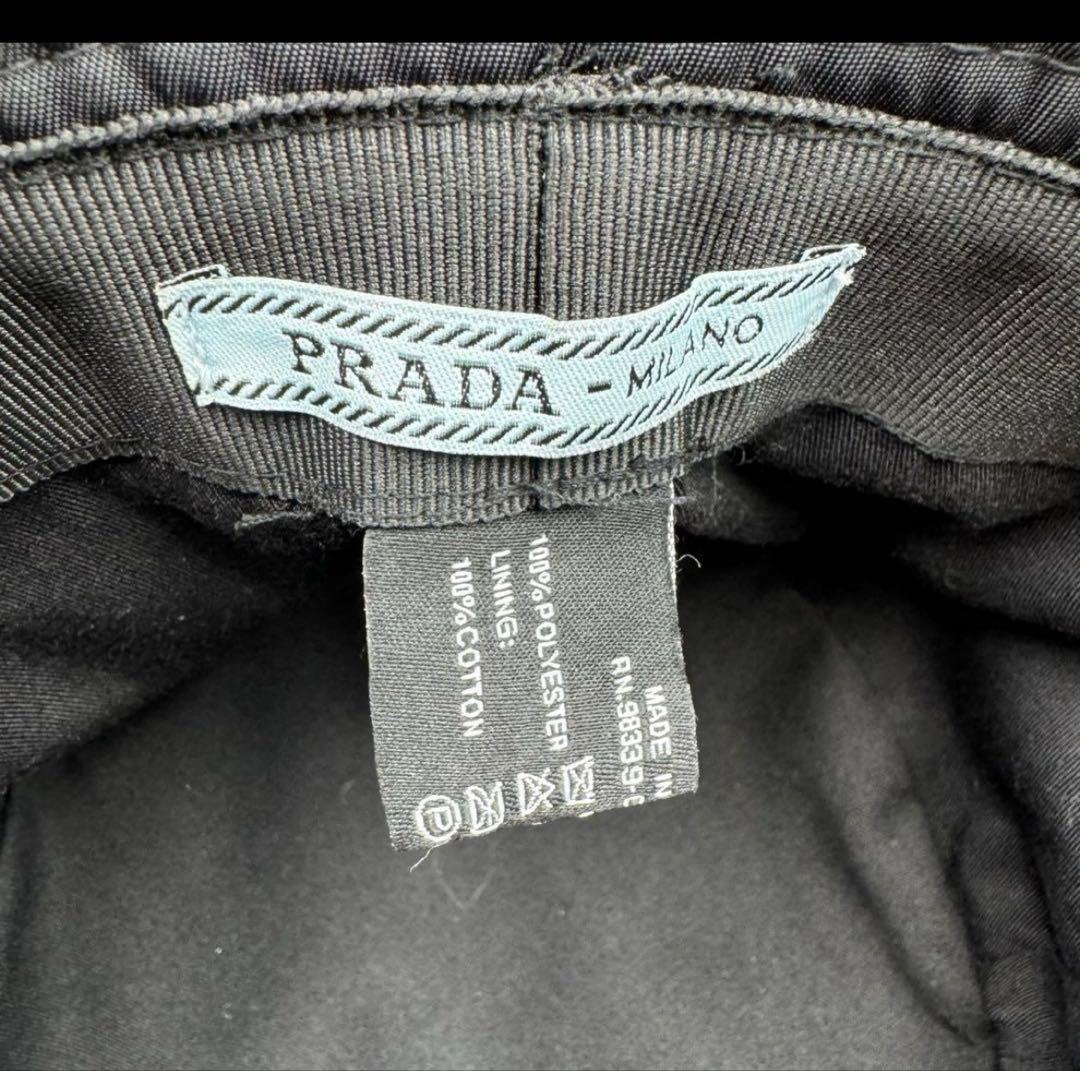 PRADA - MILANO
MADE IN
RN.98339-
100%POLYESTER
LINING:
100%COTTON